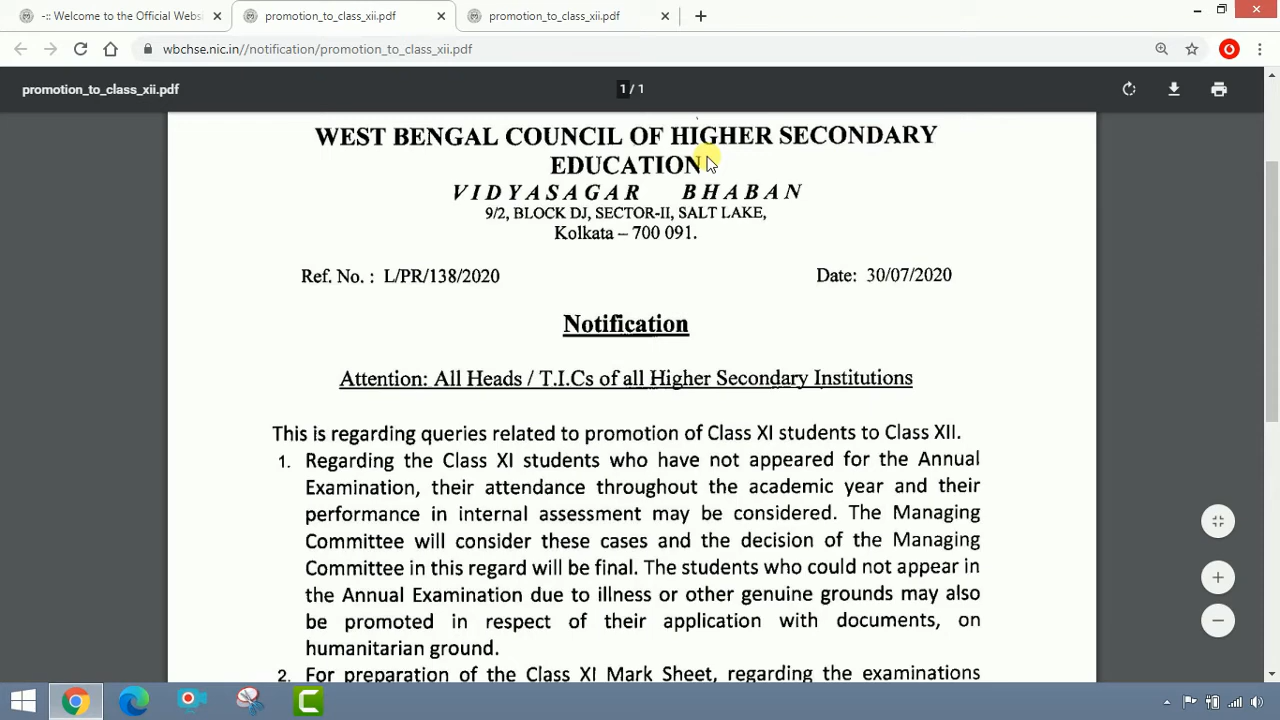 -:: Welcome to the Official Websi
promotion_to_class_xii.pdf
promotion_to_class_xii.pdf
wbchse.nic.in//notification/promotion_to_class_xii.pdf
promotion_to_class_xii.pdf
1 / 1
WEST BENGAL COUNCIL OF HIGHER SECONDARY
EDUCATION
VIDYASAGAR BHABAN
9/2, BLOCK DJ, SECTOR-II, SALT LAKE,
Kolkata – 700 091.
Ref. No. : L/PR/138/2020
Date: 30/07/2020
Notification
Attention: All Heads / T.I.Cs of all Higher Secondary Institutions
This is regarding queries related to promotion of Class XI students to Class XII.
1. Regarding the Class XI students who have not appeared for the Annual
Examination, their attendance throughout the academic year and their
performance in internal assessment may be considered. The Managing
Committee will consider these cases and the decision of the Managing
Committee in this regard will be final. The students who could not appear in
the Annual Examination due to illness or other genuine grounds may also
be promoted in respect of their application with documents, on
humanitarian ground.
2. For preparation of the Class XI Mark Sheet, regarding the examinations